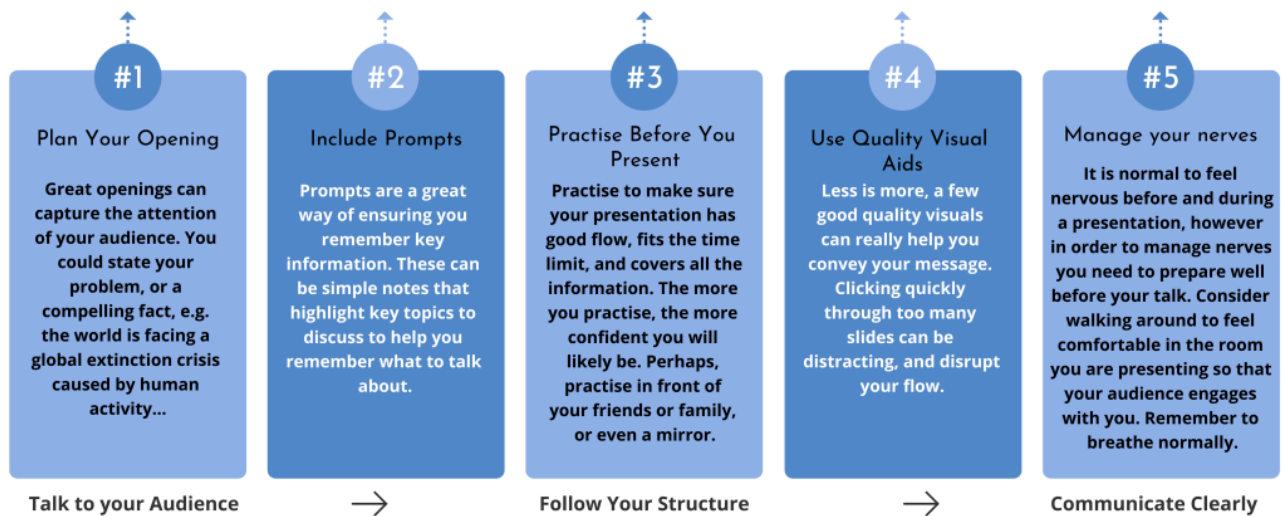 #1
Plan Your Opening
Great openings can
capture the attention
of your audience. You
could state your
problem, or a
compelling fact, e.g.
the world is facing a
global extinction crisis
caused by human
activity...
#2
Include Prompts
Prompts are a great
way of ensuring you
remember key
information. These can
be simple notes that
highlight key topics to
discuss to help you
remember what to talk
about.
#3
Practise Before You
Present
Practise to make sure
your presentation has
good flow, fits the time
limit, and covers all the
information. The more
you practise, the more
confident you will
likely be. Perhaps,
practise in front of
your friends or family,
or even a mirror.
#4
Use Quality Visual
Aids
Less is more, a few
good quality visuals
can really help you
convey your message.
Clicking quickly
through too many
slides can be
distracting, and disrupt
your flow.
#5
Manage your nerves
It is normal to feel
nervous before and during
a presentation, however
in order to manage nerves
you need to prepare well
before your talk. Consider
walking around to feel
comfortable in the room
you are presenting so that
your audience engages
with you. Remember to
breathe normally.
Talk to your Audience
Follow Your Structure
Communicate Clearly